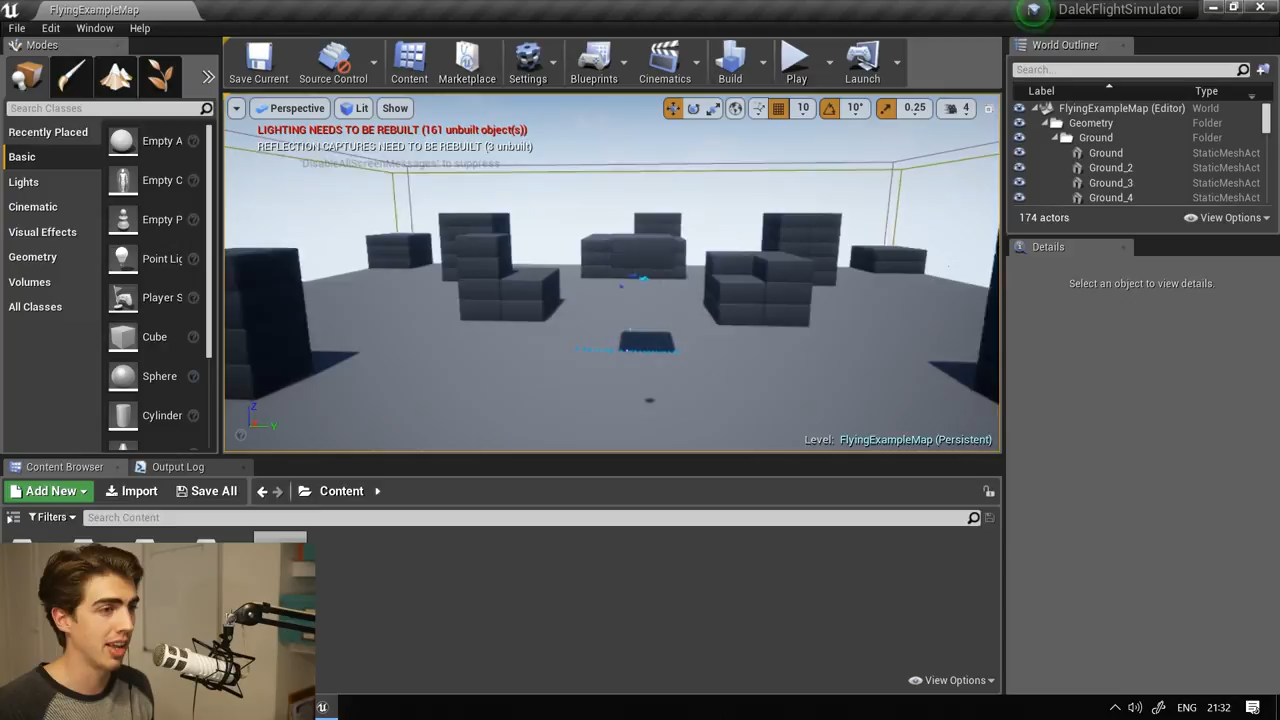 FlyingExampleMap
DalekFlightSimulator
File Edit Window Help
Modes
Search Classes
Recently Placed
Basic
Lights
Cinematic
Visual Effects
Geometry
Volumes
All Classes
Empty A
Empty C
Empty P
Point Lig
Player S
Cube
Sphere
Cylinder
Save Current
Source Control
Content
Marketplace
Settings
Blueprints
Cinematics
Build
Play
Launch
Perspective Lit Show
10 10° 0.25 4
LIGHTING NEEDS TO BE REBUILT (161 unbuilt object(s))
REFLECTION CAPTURES NEED TO BE REBUILT (3 unbuilt)
'DisableAllScreenMessages' to suppress
Z
Y
Level: FlyingExampleMap (Persistent)
World Outliner
Search...
Label Type
FlyingExampleMap (Editor) World
Geometry Folder
Ground Folder
Ground StaticMeshAct
Ground_2 StaticMeshAct
Ground_3 StaticMeshAct
Ground_4 StaticMeshAct
174 actors View Options
Details
Select an object to view details.
Content Browser Output Log
Add New Import Save All Content
Filters Search Content
View Options
ENG 21:32